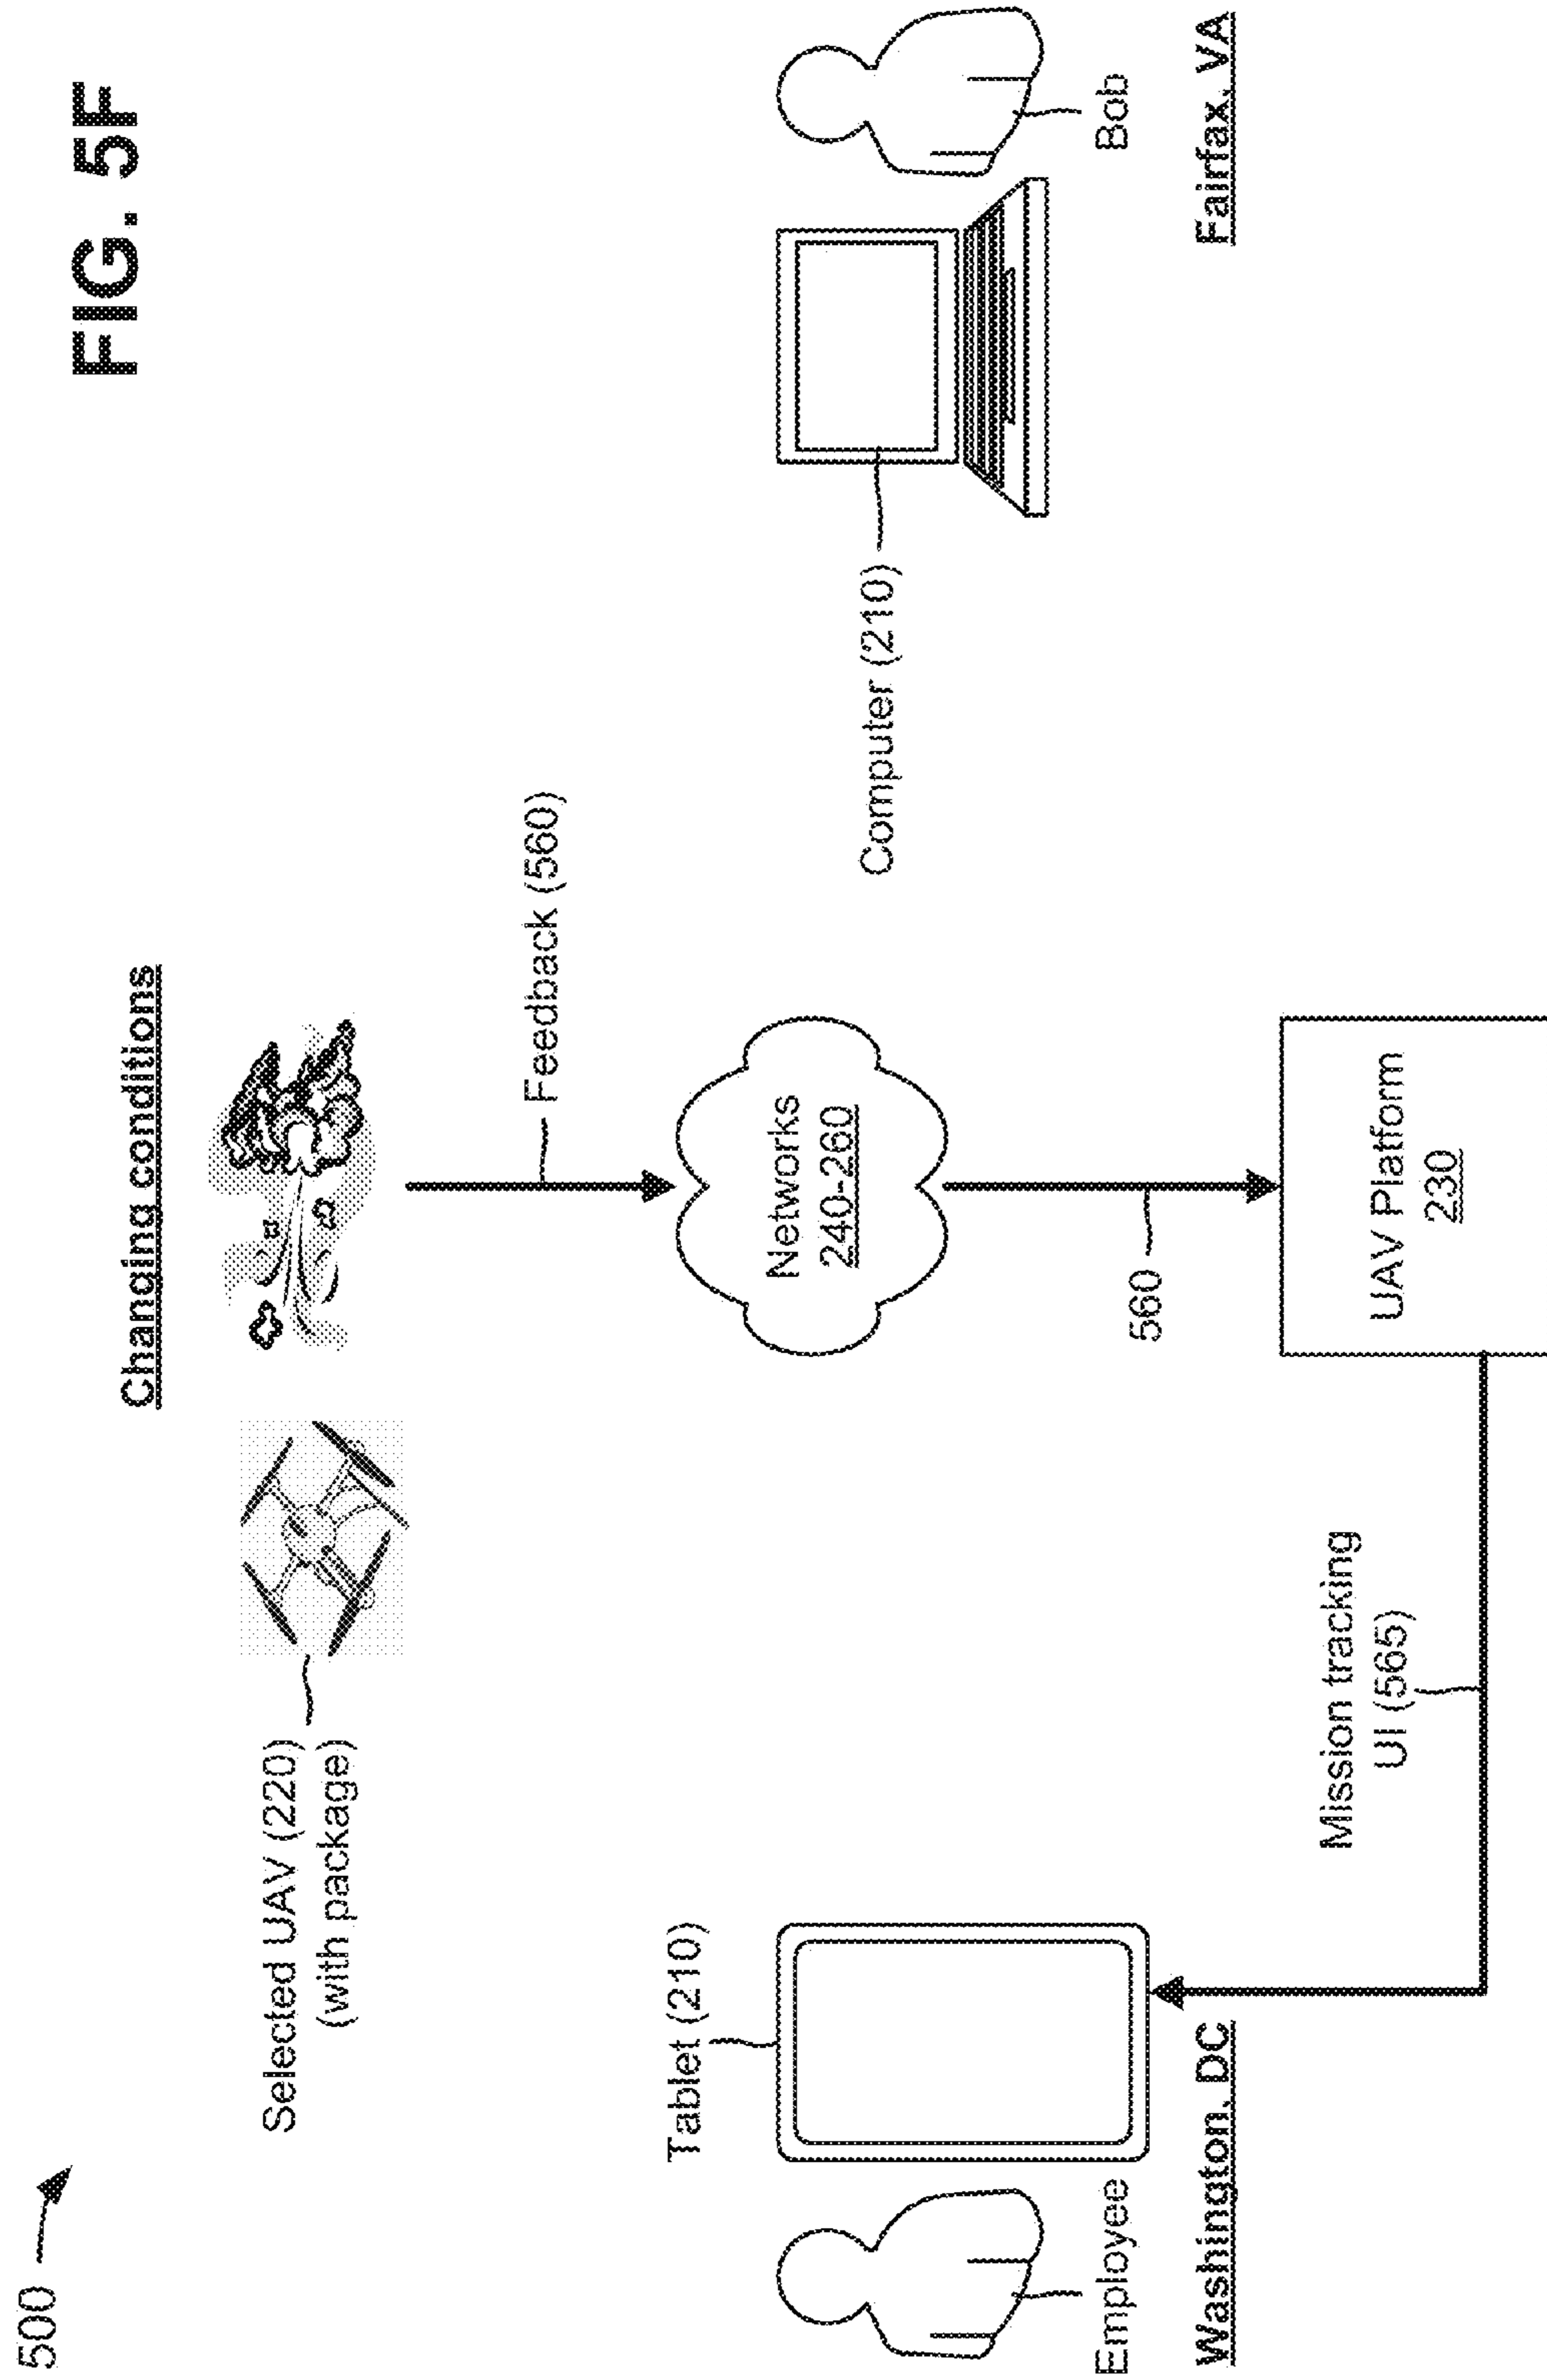 500
FIG. 5F
Changing conditions
Selected UAV (220)
(with package)
Feedback (560)
Tablet (210)
Networks
240-260
Computer (210)
Employee
Bob
560
Washington, DC
Fairfax, VA
Mission tracking
UI (565)
UAV Platform
230